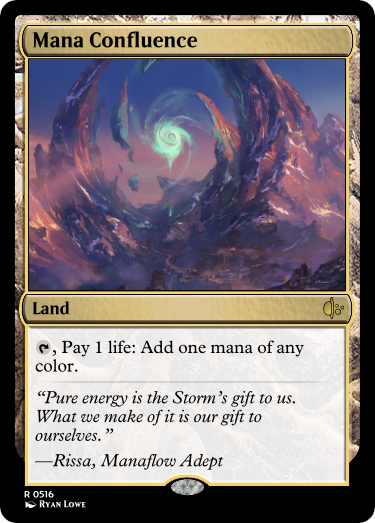 Mana Confluence
Land
, Pay 1 life: Add one mana of any
color.
“Pure energy is the Storm’s gift to us.
What we make of it is our gift to
ourselves.”
—Rissa, Manaflow Adept
R 0516
Ryan Lowe